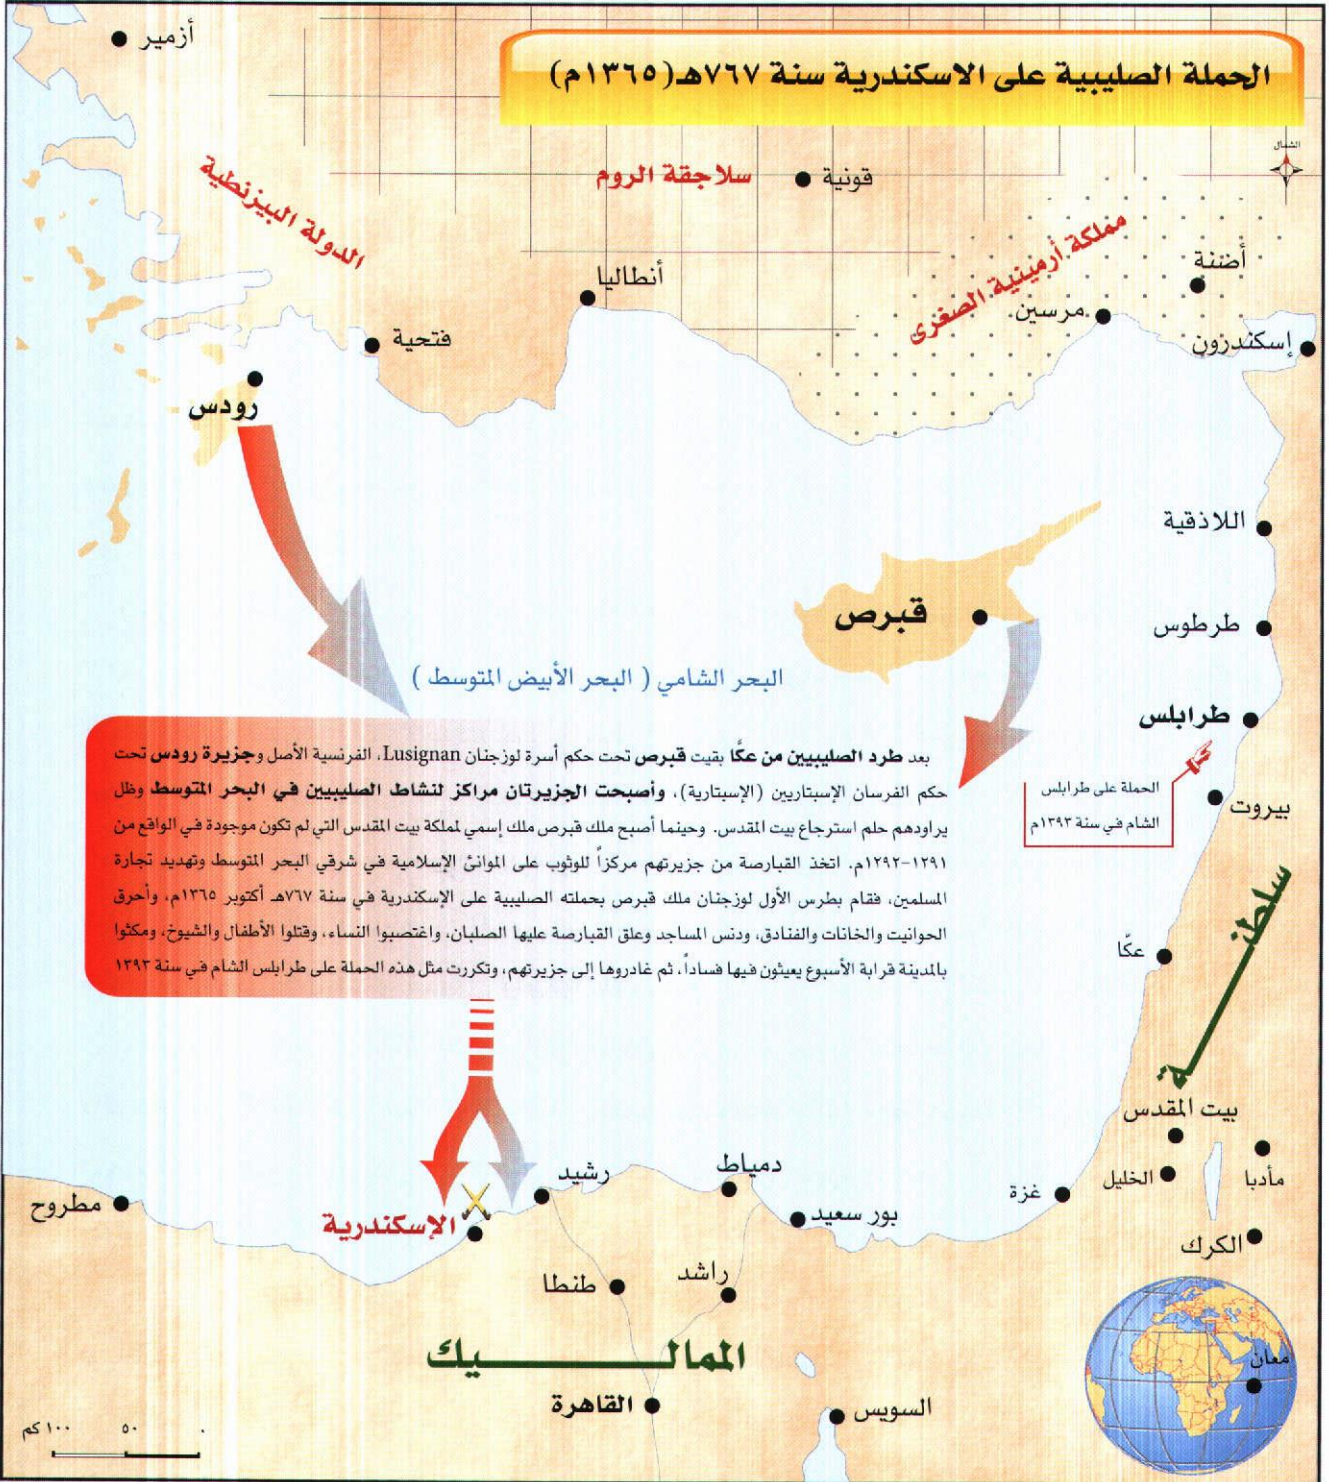 الحملة الصليبية على الاسكندرية سنة ٧٦٧هـ(١٣٦٥م)
الشمال
أزمير
الدولة البيزنطية
سلاجقة الروم
قونية
مملكة أرمينية الصغرى
أضنة
مرسين
إسكندرون
أنطاليا
فتحية
رودس
اللاذقية
قبرص
طرطوس
البحر الشامي ( البحر الأبيض المتوسط )
طرابلس
الحملة على طرابلس
الشام في سنة ١٣٩٣م
بيروت
بعد طرد الصليبيين من عكّا بقيت قبرص تحت حكم أسرة لوزجنان Lusignan، الفرنسية الأصل وجزيرة رودس تحت
حكم الفرسان الإسبتاريين (الإسبتارية)، وأصبحت الجزيرتان مراكز لنشاط الصليبيين في البحر المتوسط وظل
يراودهم حلم استرجاع بيت المقدس. وحينما أصبح ملك قبرص ملك إسمي لمملكة بيت المقدس التي لم تكون موجودة في الواقع من
١٢٩١-١٢٩٢م. اتخذ القبارصة من جزيرتهم مركزاً للوثوب على الموانئ الإسلامية في شرقي البحر المتوسط وتهديد تجارة
المسلمين، فقام بطرس الأول لوزجنان ملك قبرص بحملته الصليبية على الإسكندرية في سنة ٧٦٧هـ أكتوبر ١٣٦٥م، وأحرق
الحوانيت والخانات والفنادق، ودنس المساجد وعلق القبارصة عليها الصلبان، واغتصبوا النساء، وقتلوا الأطفال والشيوخ، ومكثوا
بالمدينة قرابة الأسبوع يعيثون فيها فساداً، ثم غادروها إلى جزيرتهم، وتكررت مثل هذه الحملة على طرابلس الشام في سنة ١٣٩٣
عكّا
سلطنة
بيت المقدس
مأدبا
الخليل
غزة
الكرك
دمياط
رشيد
بور سعيد
الإسكندرية
مطروح
راشد
طنطا
المماليك
معان
القاهرة
السويس
٠ ٥٠ ١٠٠ كم